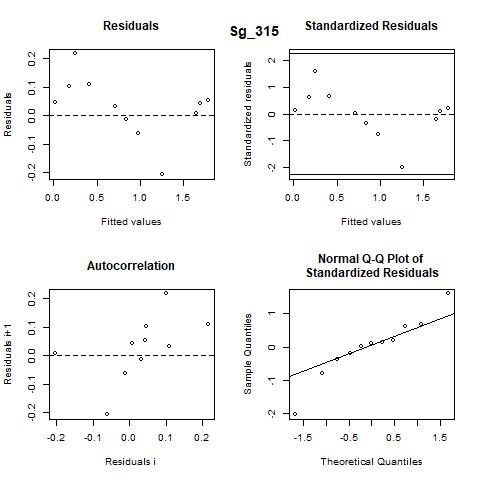 Sg_315
Residuals
Residuals
-0.2 -0.1 0.0 0.1 0.2
0.0 0.5 1.0 1.5
Fitted values
Standardized Residuals
Standardized residuals
-2 -1 0 1 2
0.0 0.5 1.0 1.5
Fitted values
Autocorrelation
Residuals i+1
-0.2 -0.1 0.0 0.1 0.2
-0.2 -0.1 0.0 0.1 0.2
Residuals i
Normal Q-Q Plot of
Standardized Residuals
Sample Quantiles
-2 -1 0 1
-1.5 -0.5 0.5 1.5
Theoretical Quantiles